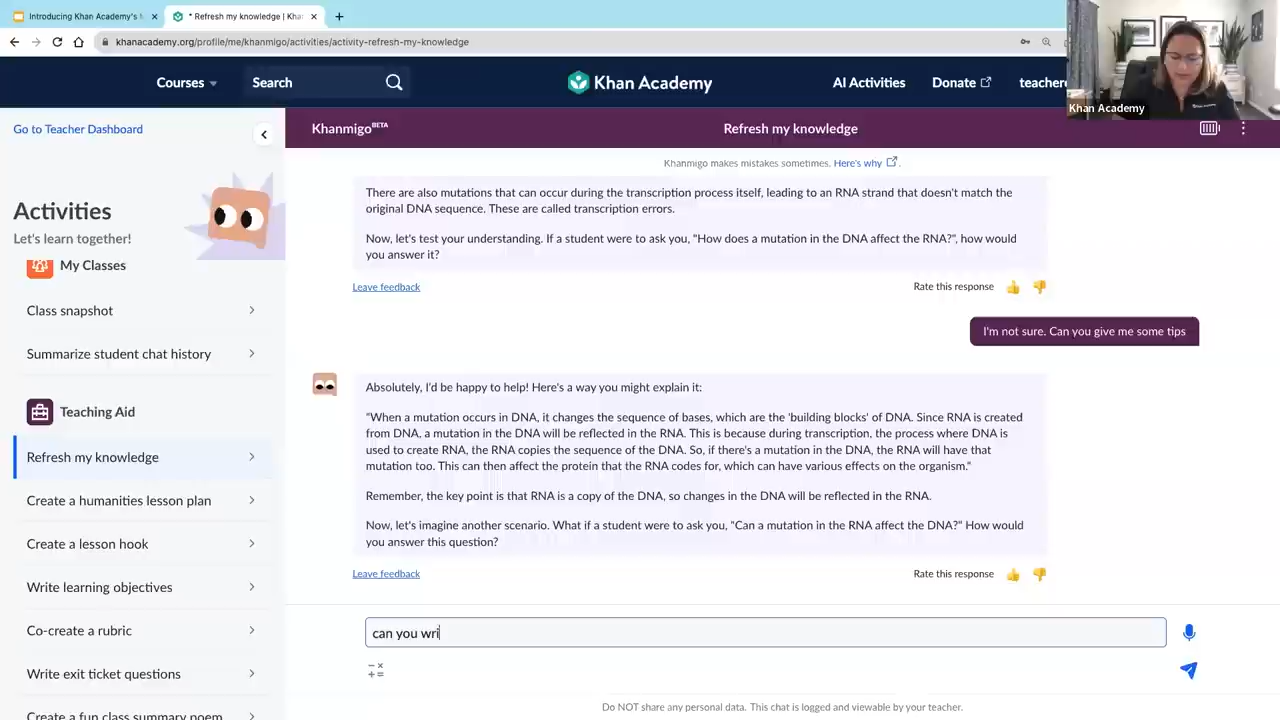 Introducing Khan Academy's
* Refresh my knowledge | Kha
khanacademy.org/profile/me/khanmigo/activities/activity-refresh-my-knowledge
Courses
Search
Khan Academy
AI Activities
Donate
Khan Academy
Go to Teacher Dashboard
Khanmigo BETA
Refresh my knowledge
Khanmigo makes mistakes sometimes. Here's why.
Activities
Let's learn together!
My Classes
Class snapshot
Summarize student chat history
Teaching Aid
Refresh my knowledge
Create a humanities lesson plan
Create a lesson hook
Write learning objectives
Co-create a rubric
Write exit ticket questions
Create a fun class summary poem
There are also mutations that can occur during the transcription process itself, leading to an RNA strand that doesn't match the
original DNA sequence. These are called transcription errors.
Now, let's test your understanding. If a student were to ask you, "How does a mutation in the DNA affect the RNA?", how would
you answer it?
Leave feedback
Rate this response
I'm not sure. Can you give me some tips
Absolutely, I'd be happy to help! Here's a way you might explain it:
"When a mutation occurs in DNA, it changes the sequence of bases, which are the 'building blocks' of DNA. Since RNA is created
from DNA, a mutation in the DNA will be reflected in the RNA. This is because during transcription, the process where DNA is
used to create RNA, the RNA copies the sequence of the DNA. So, if there's a mutation in the DNA, the RNA will have that
mutation too. This can then affect the protein that the RNA codes for, which can have various effects on the organism."
Remember, the key point is that RNA is a copy of the DNA, so changes in the DNA will be reflected in the RNA.
Now, let's imagine another scenario. What if a student were to ask you, "Can a mutation in the RNA affect the DNA?" How would
you answer this question?
Leave feedback
Rate this response
can you wri
Do NOT share any personal data. This chat is logged and viewable by your teacher.